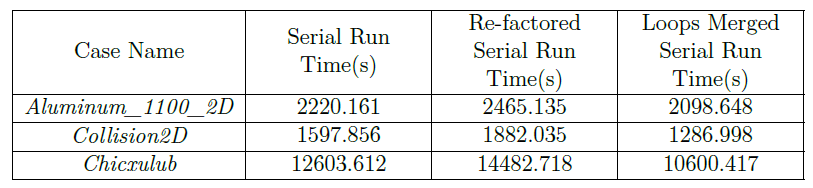 Case Name Serial Run Time(s) Re-factored Serial Run Time(s) Loops Merged Serial Run Time(s)
Aluminum_1100_2D 2220.161 2465.135 2098.648
Collision2D 1597.856 1882.035 1286.998
Chicxulub 12603.612 14482.718 10600.417